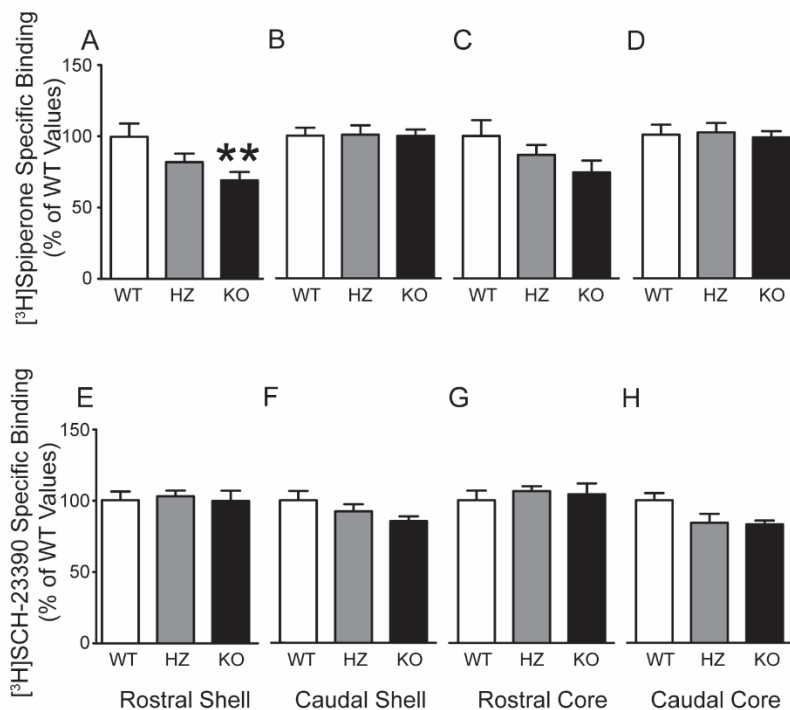 A B C D
[³H]Spiperone Specific Binding
(% of WT Values)
150
100
50
0
**
WT HZ KO WT HZ KO WT HZ KO WT HZ KO
E F G H
[³H]SCH-23390 Specific Binding
(% of WT Values)
150
100
50
0
WT HZ KO WT HZ KO WT HZ KO WT HZ KO
Rostral Shell Caudal Shell Rostral Core Caudal Core